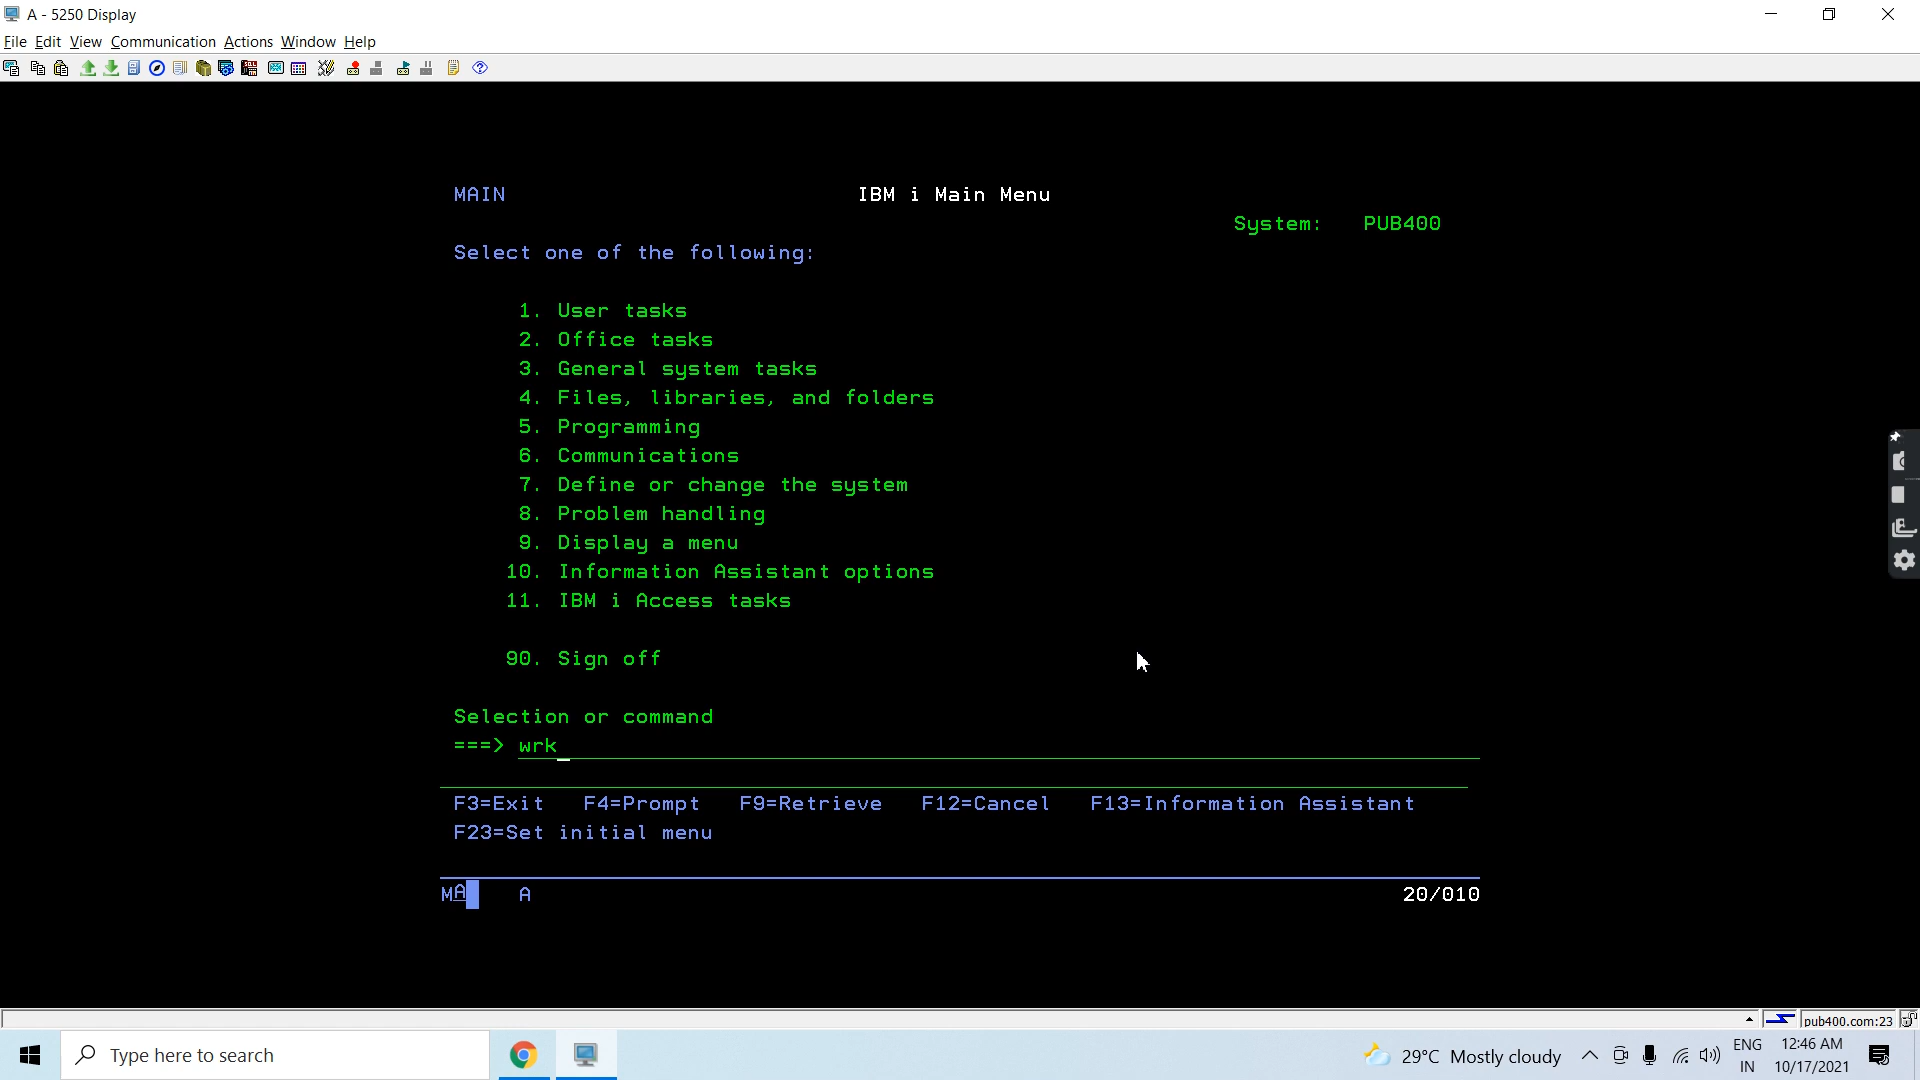 A - 5250 Display
File Edit View Communication Actions Window Help
MAIN IBM i Main Menu
System: PUB400
Select one of the following:
1. User tasks
2. Office tasks
3. General system tasks
4. Files, libraries, and folders
5. Programming
6. Communications
7. Define or change the system
8. Problem handling
9. Display a menu
10. Information Assistant options
11. IBM i Access tasks
90. Sign off
Selection or command
===> wrk
F3=Exit F4=Prompt F9=Retrieve F12=Cancel F13=Information Assistant
F23=Set initial menu
MA A 20/010
pub400.com:23
Type here to search 29°C Mostly cloudy ENG 12:46 AM
IN 10/17/2021